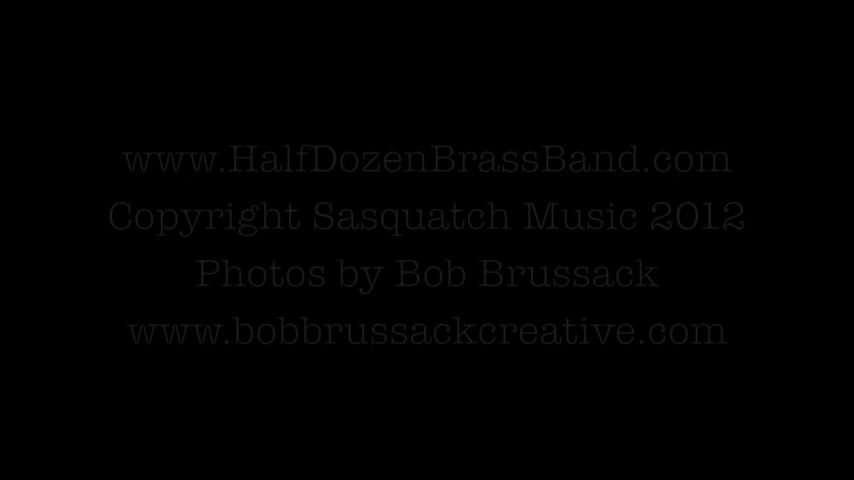 www.HalfDozenBrassBand.com
Copyright Sasquatch Music 2012
Photos by Bob Brussack
www.bobbrussackcreative.com